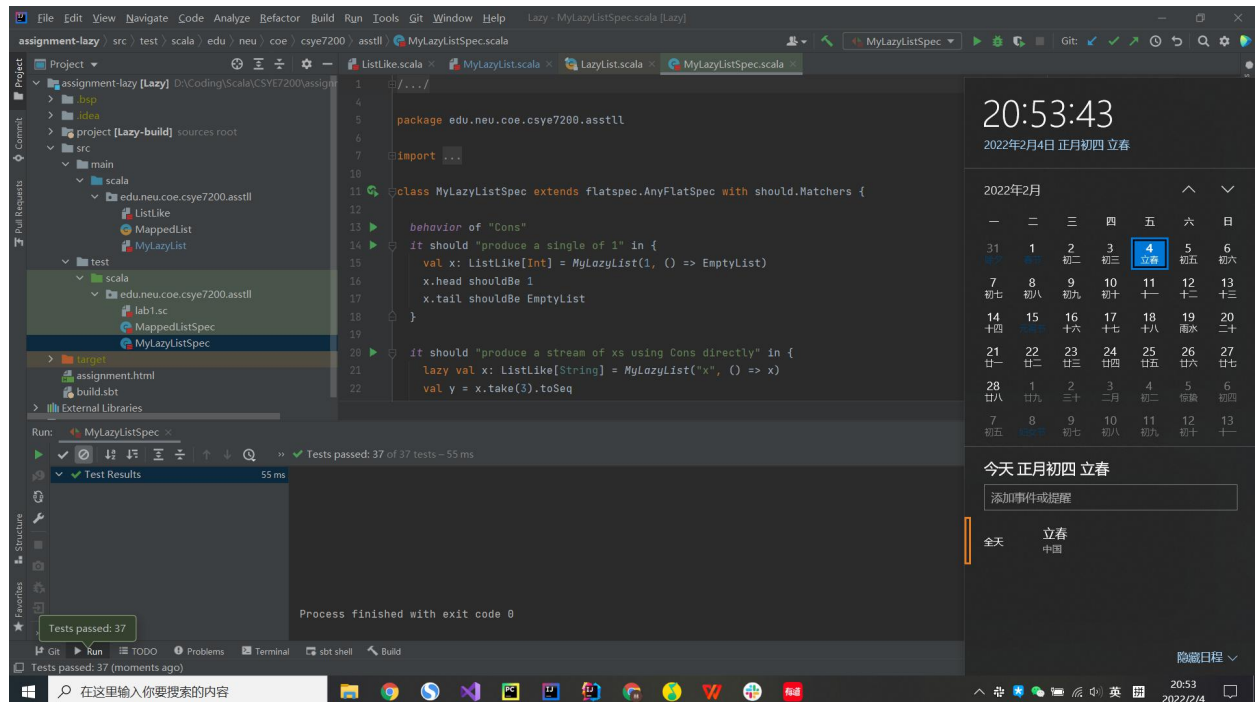 File Edit View Navigate Code Analyze Refactor Build Run Tools Git Window Help Lazy - MyLazyListSpec.scala [Lazy]
assignment-lazy src test scala edu neu coe csye7200 asstll MyLazyListSpec.scala
MyLazyListSpec Git:
Project
ListLike.scala MyLazyList.scala LazyList.scala MyLazyListSpec.scala
assignment-lazy [Lazy] D:\Coding\Scala\CSYE7200\assignr
.bsp
.idea
project [Lazy-build] sources root
src
main
scala
edu.neu.coe.csye7200.asstll
ListLike
MappedList
MyLazyList
test
scala
edu.neu.coe.csye7200.asstll
lab1.sc
MappedListSpec
MyLazyListSpec
target
assignment.html
build.sbt
External Libraries
Project
Commit
Pull Requests
Structure
Favorites
1 /.../
4
5 package edu.neu.coe.csye7200.asstll
6
7 import ...
10
11 class MyLazyListSpec extends flatspec.AnyFlatSpec with should.Matchers {
12
13 behavior of "Cons"
14 it should "produce a single of 1" in {
15 val x: ListLike[Int] = MyLazyList(1, () => EmptyList)
16 x.head shouldBe 1
17 x.tail shouldBe EmptyList
18 }
19
20 it should "produce a stream of xs using Cons directly" in {
21 lazy val x: ListLike[String] = MyLazyList("x", () => x)
22 val y = x.take(3).toSeq
Run: MyLazyListSpec
Tests passed: 37 of 37 tests – 55 ms
Test Results 55 ms
Process finished with exit code 0
Tests passed: 37
Git Run TODO Problems Terminal sbt shell Build
Tests passed: 37 (moments ago)
20:53:43
2022年2月4日 正月初四 立春
2022年2月
一 二 三 四 五 六 日
31 1 2 3 4 5 6
初二 初三 立春 初五 初六
7 8 9 10 11 12 13
初七 初八 初九 初十 十一 十二 十三
14 15 16 17 18 19 20
十四 十六 十七 十八 雨水 二十
21 22 23 24 25 26 27
廿一 廿二 廿三 廿四 廿五 廿六 廿七
28 1 2 3 4 5 6
廿八 廿九 三十 二月 初二 惊蛰 初四
7 8 9 10 11 12 13
初五 初七 初八 初九 初十 十一
今天 正月初四 立春
添加事件或提醒
全天 立春
中国
隐藏日程
在这里输入你要搜索的内容
英 拼
20:53
2022/2/4